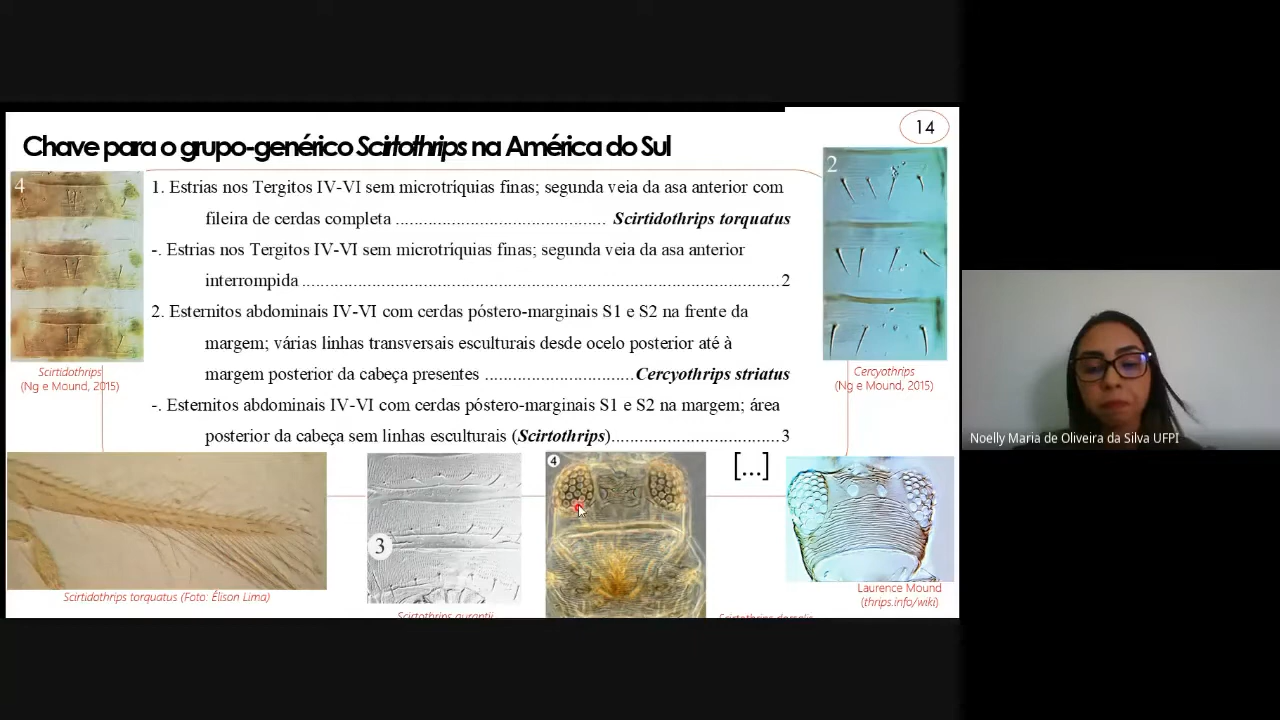 14
Chave para o grupo-genérico Scirtothrips na América do Sul
4
2
1. Estrias nos Tergitos IV-VI sem microtríquias finas; segunda veia da asa anterior com
fileira de cerdas completa ............................................ Scirtidothrips torquatus
-. Estrias nos Tergitos IV-VI sem microtríquias finas; segunda veia da asa anterior
interrompida ....................................................................................................2
2. Esternitos abdominais IV-VI com cerdas póstero-marginais S1 e S2 na frente da
margem; várias linhas transversais esculturais desde ocelo posterior até à
margem posterior da cabeça presentes ...............................Cercyothrips striatus
-. Esternitos abdominais IV-VI com cerdas póstero-marginais S1 e S2 na margem; área
posterior da cabeça sem linhas esculturais (Scirtothrips)...................................3
Scirtidothrips
(Ng e Mound, 2015)
Cercyothrips
(Ng e Mound, 2015)
[...]
3
4
Scirtidothrips torquatus (Foto: Élison Lima)
Scirtothrips aurantii
Scirtothrips dorsalis
Laurence Mound
(thrips.info/wiki)
Noelly Maria de Oliveira da Silva UFPI